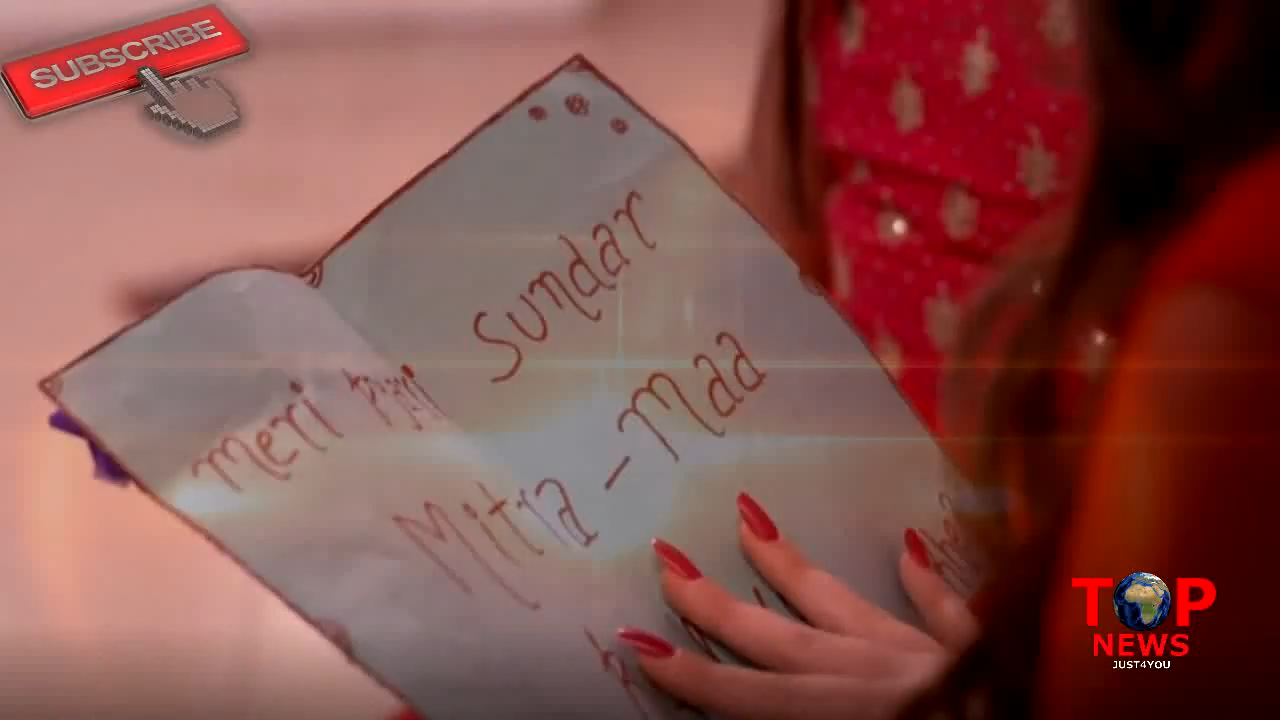 SUBSCRIBE
Meri Pyari Sundar
Mitra - Maa
TOP
NEWS
JUST4YOU